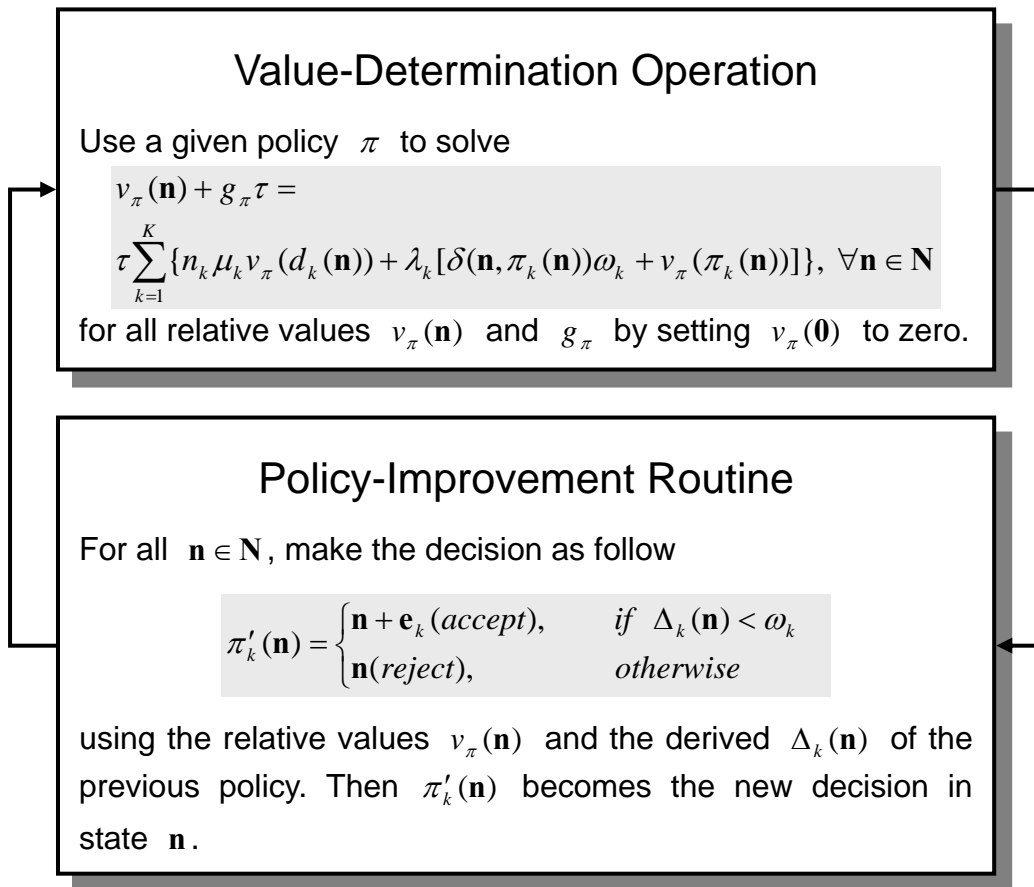 Value-Determination Operation
Use a given policy π to solve
v_π(𝐧) + g_π τ =
τ∑_{k=1}^{K}{n_k μ_k v_π(d_k(𝐧)) + λ_k[δ(𝐧, π_k(𝐧))ω_k + v_π(π_k(𝐧))]}, ∀𝐧 ∈ 𝐍
for all relative values v_π(𝐧) and g_π by setting v_π(𝟎) to zero.
Policy-Improvement Routine
For all 𝐧 ∈ 𝐍, make the decision as follow
π′_k(𝐧) = { 𝐧 + 𝐞_k (accept), if Δ_k(𝐧) < ω_k
𝐧(reject), otherwise
using the relative values v_π(𝐧) and the derived Δ_k(𝐧) of the
previous policy. Then π′_k(𝐧) becomes the new decision in
state 𝐧.